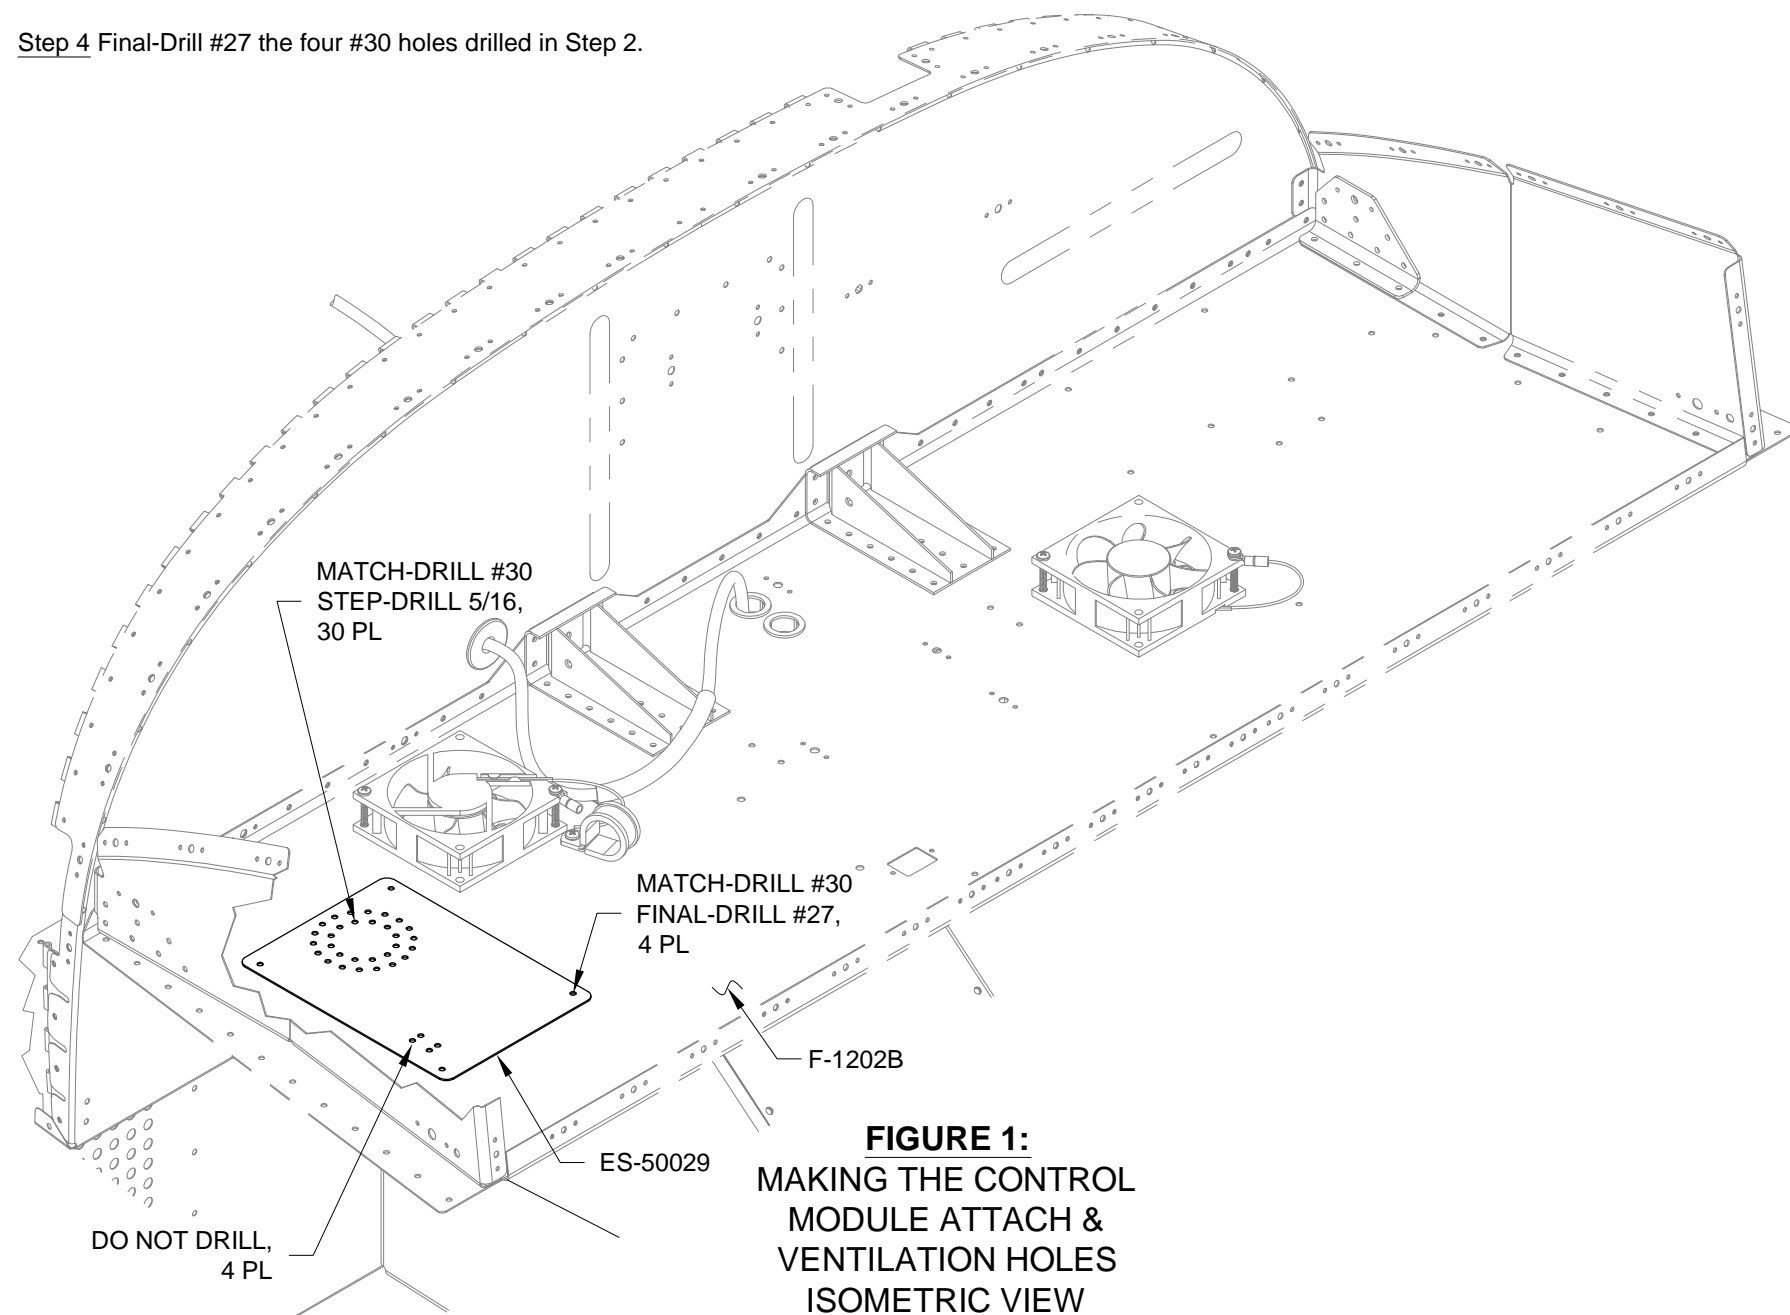 Step 4 Final-Drill #27 the four #30 holes drilled in Step 2.
MATCH-DRILL #30
STEP-DRILL 5/16,
30 PL
MATCH-DRILL #30
FINAL-DRILL #27,
4 PL
F-1202B
ES-50029
DO NOT DRILL,
4 PL
FIGURE 1:
MAKING THE CONTROL
MODULE ATTACH &
VENTILATION HOLES
ISOMETRIC VIEW